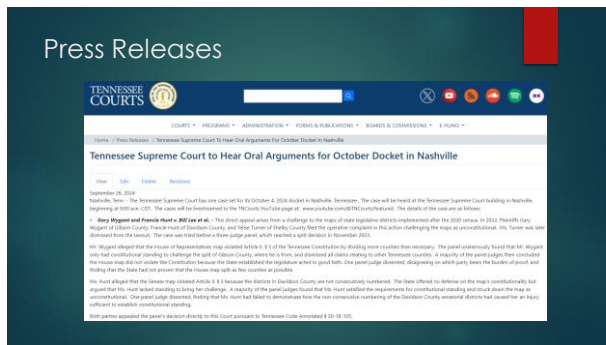 Press Releases
TENNESSEE
COURTS
COURTS PROGRAMS ADMINISTRATION FORMS & PUBLICATIONS BOARDS & COMMISSIONS E-FILING
Home / Press Releases / Tennessee Supreme Court To Hear Oral Arguments For October Docket In Nashville
Tennessee Supreme Court to Hear Oral Arguments for October Docket in Nashville
View Edit Delete Revisions
September 26, 2024
Nashville, Tenn. - The Tennessee Supreme Court has one case set for its October 4, 2024 docket in Nashville, Tennessee. The case will be heard at the Tennessee Supreme Court building in Nashville,
beginning at 9:00 a.m. CDT. The cases will be livestreamed to the TNCourts YouTube page at: www.youtube.com/@TNCourts/featured. The details of the case are as follows:
• Gary Wygant and Francie Hunt v. Bill Lee et al. – This direct appeal arises from a challenge to the maps of state legislative districts implemented after the 2020 census. In 2022, Plaintiffs Gary
Wygant of Gibson County, Francie Hunt of Davidson County, and Telise Turner of Shelby County filed the operative complaint in this action challenging the maps as unconstitutional. Ms. Turner was later
dismissed from the lawsuit. The case was tried before a three-judge panel, which reached a split decision in November 2023.
Mr. Wygant alleged that the House of Representatives map violated Article II, § 5 of the Tennessee Constitution by dividing more counties than necessary. The panel unanimously found that Mr. Wygant
only had constitutional standing to challenge the split of Gibson County, where he is from, and dismissed all claims relating to other Tennessee counties. A majority of the panel judges then concluded
the House map did not violate the Constitution because the State established the legislature acted in good faith. One panel judge dissented, disagreeing on which party bears the burden of proof, and
finding that the State had not proven that the House map split as few counties as possible.
Ms. Hunt alleged that the Senate map violated Article II, § 3 because the districts in Davidson County are not consecutively numbered. The State offered no defense on the map's constitutionality but
argued that Ms. Hunt lacked standing to bring her challenge. A majority of the panel judges found that Ms. Hunt satisfied the requirements for constitutional standing and struck down the map as
unconstitutional. One panel judge dissented, finding that Ms. Hunt had failed to demonstrate how the non-consecutive numbering of the Davidson County senatorial districts had caused her an injury
sufficient to establish constitutional standing.
Both parties appealed the panel's decision directly to this Court pursuant to Tennessee Code Annotated § 20-18-105.